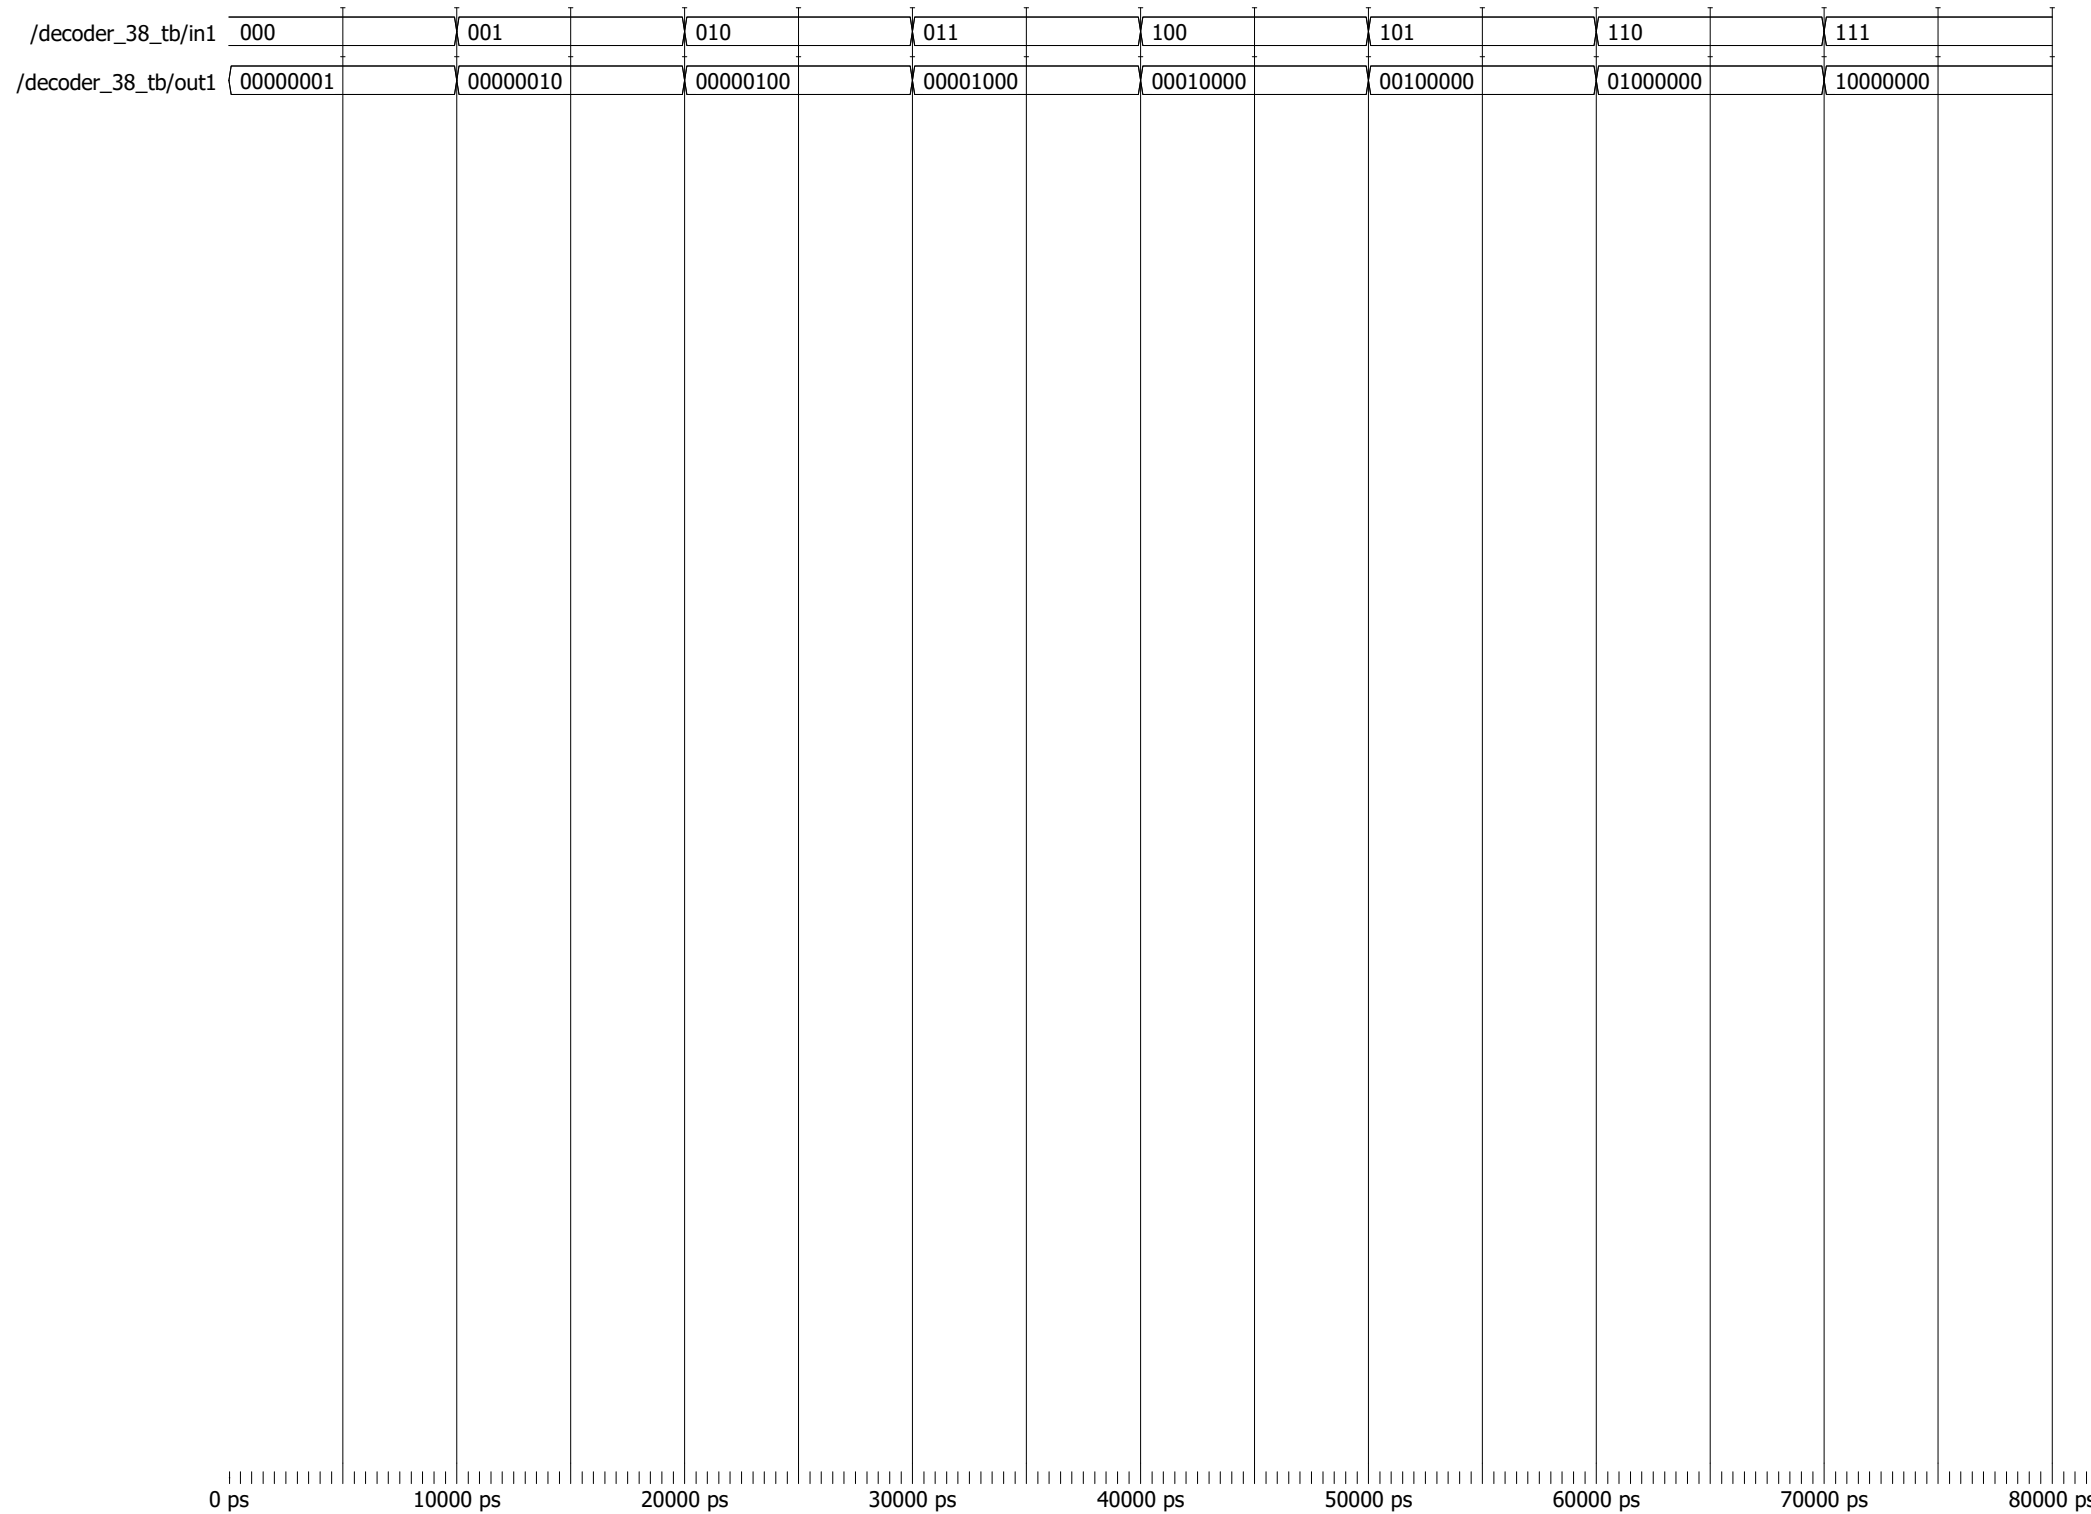 /decoder_38_tb/in1 000 001 010 011 100 101 110 111
/decoder_38_tb/out1 00000001 00000010 00000100 00001000 00010000 00100000 01000000 10000000
0 ps 10000 ps 20000 ps 30000 ps 40000 ps 50000 ps 60000 ps 70000 ps 80000 ps